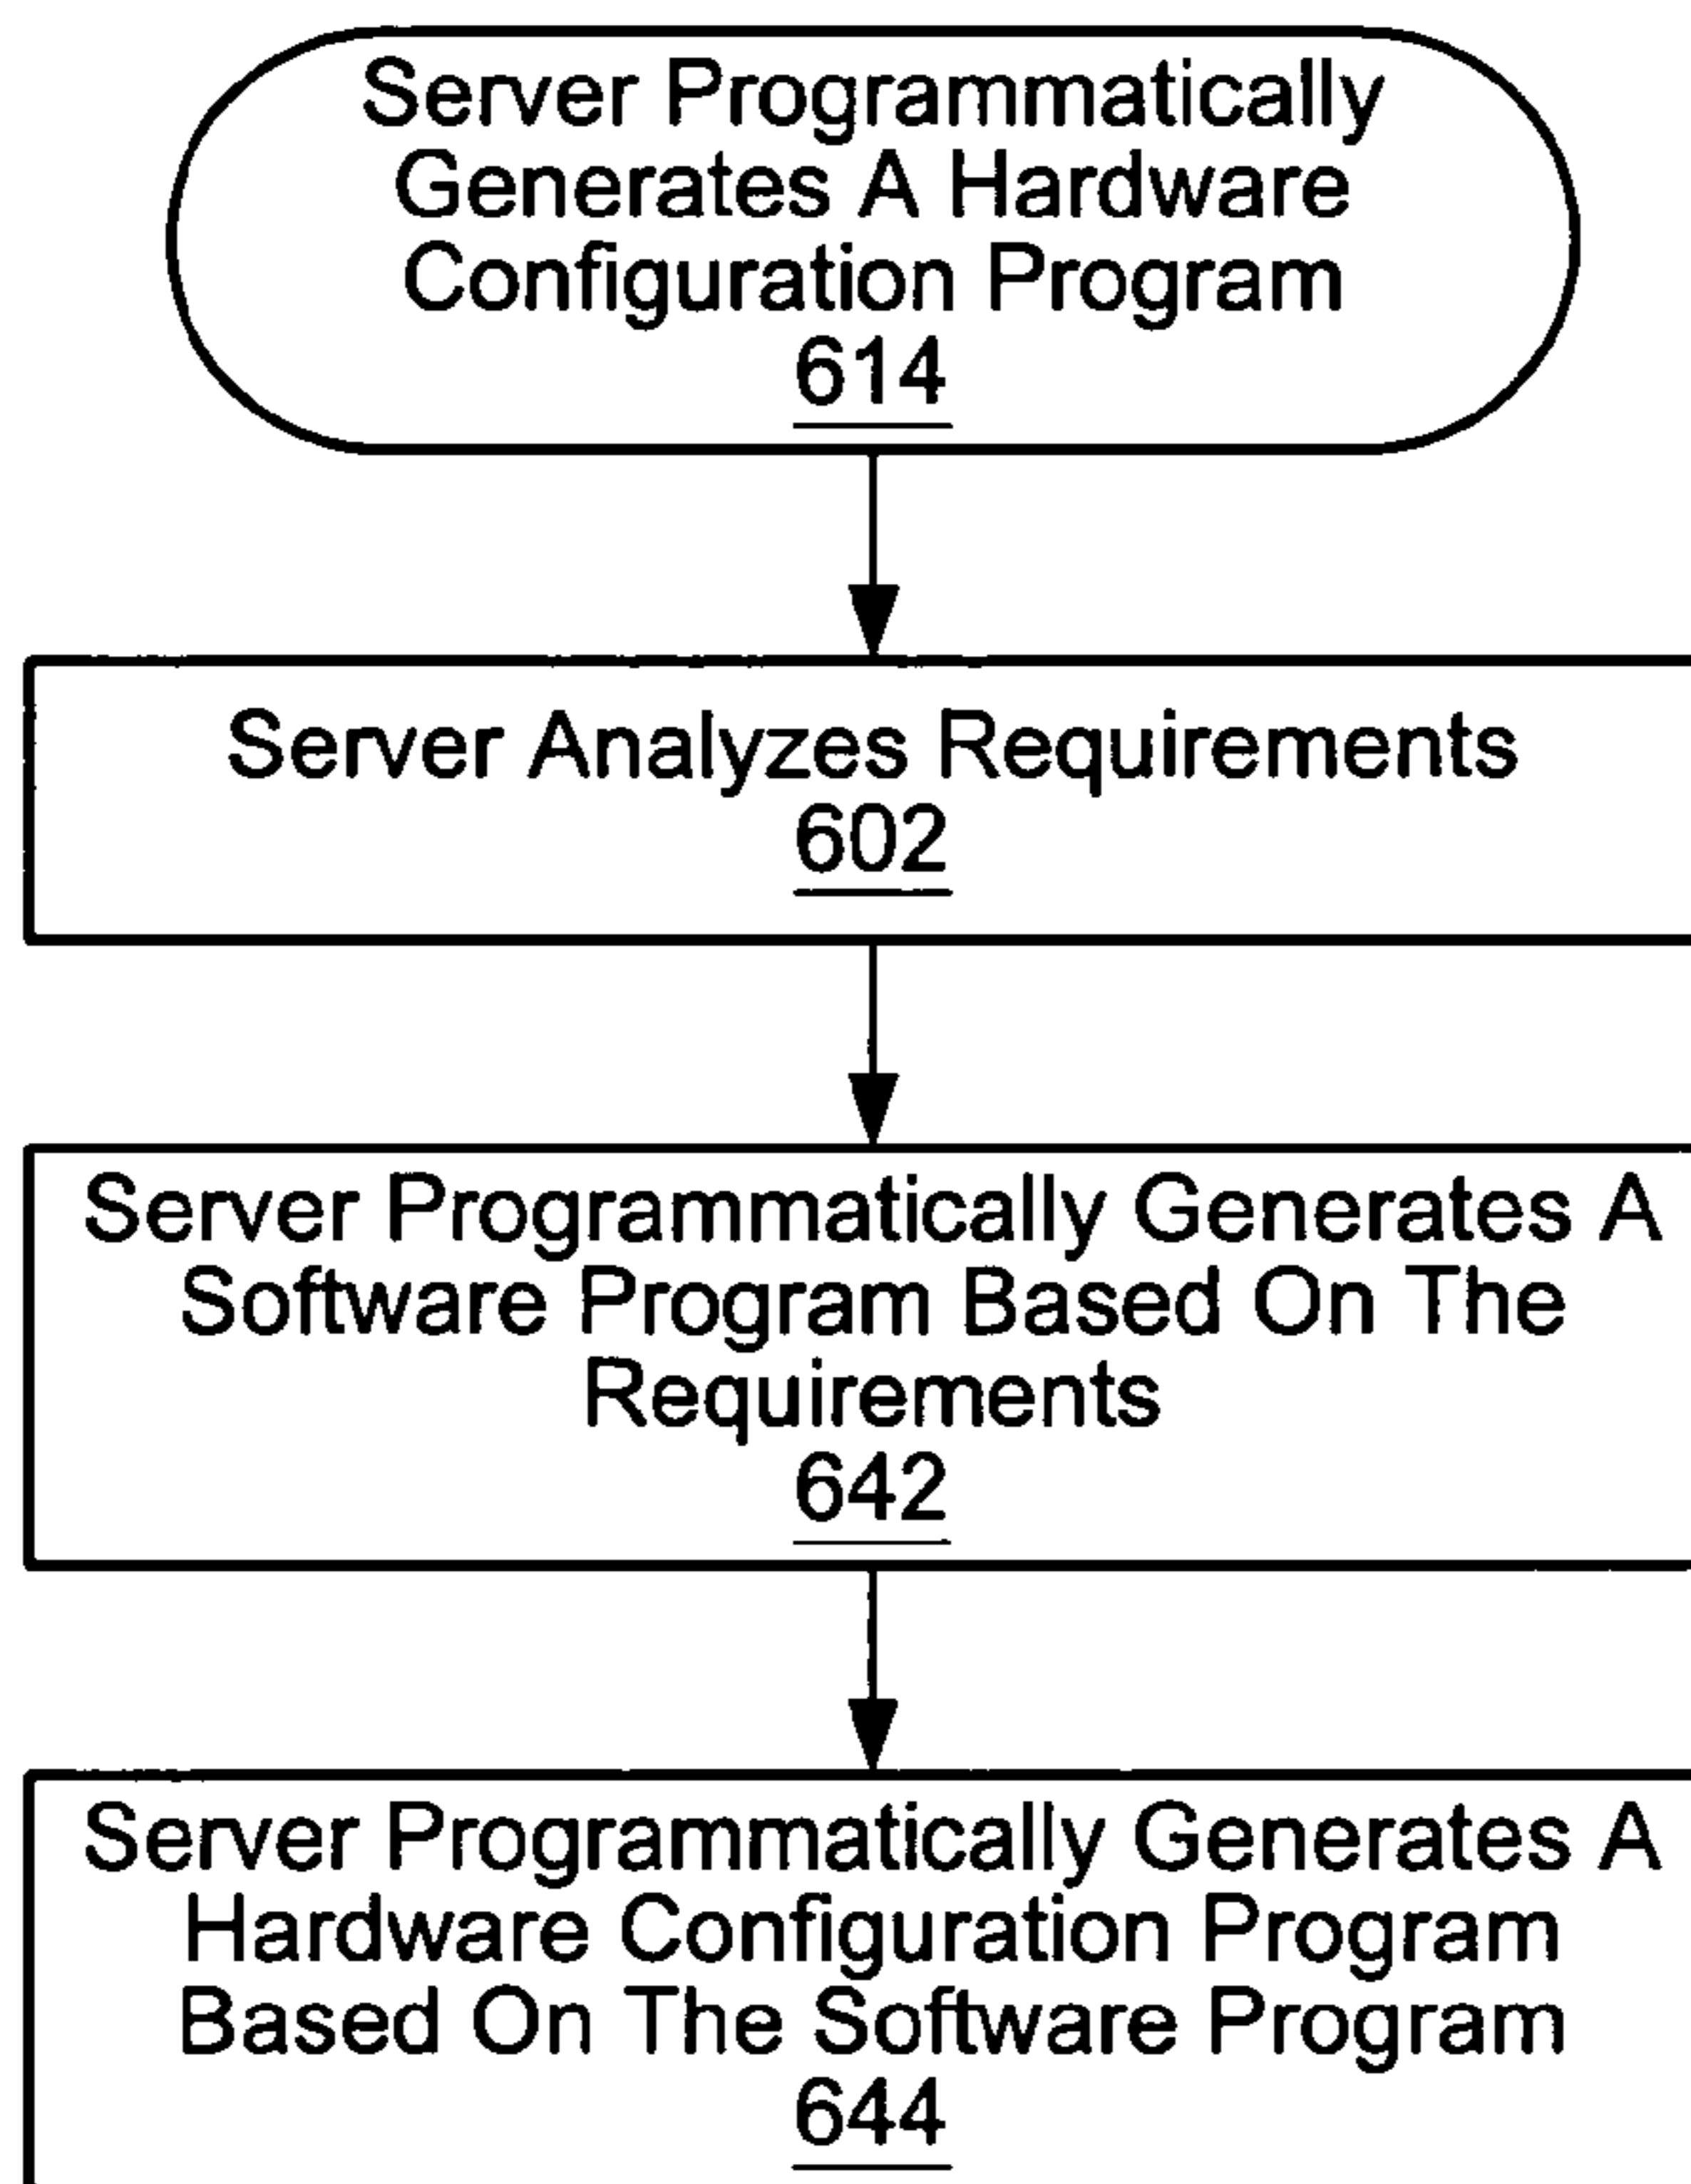 Server Programmatically
Generates A Hardware
Configuration Program
614
Server Analyzes Requirements
602
Server Programmatically Generates A
Software Program Based On The
Requirements
642
Server Programmatically Generates A
Hardware Configuration Program
Based On The Software Program
644